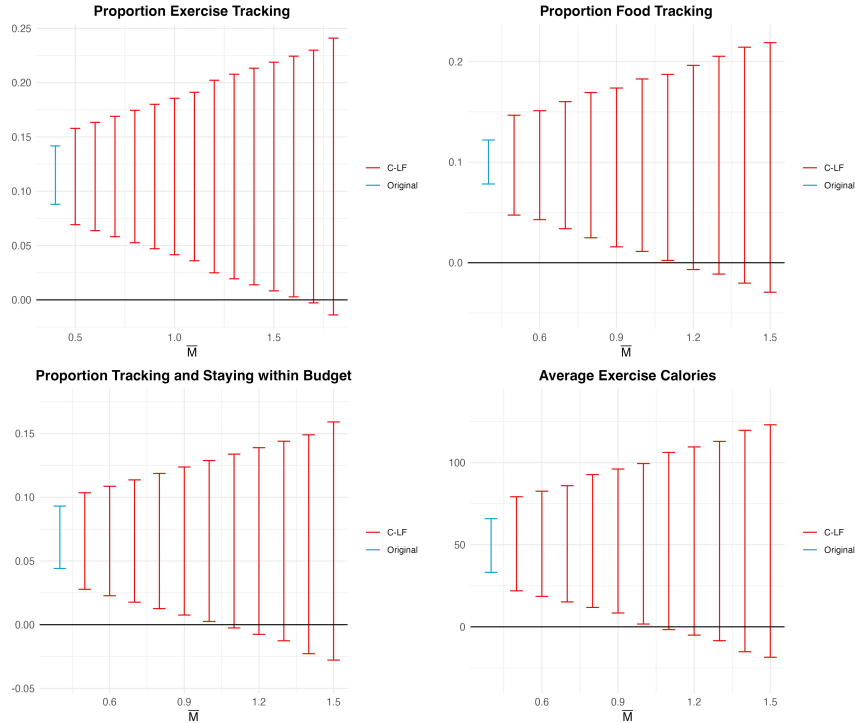 Proportion Exercise Tracking
0.25
0.20
0.15
0.10
0.05
0.00
0.5 1.0 1.5
M̅
C-LF
Original
Proportion Food Tracking
0.2
0.1
0.0
0.6 0.9 1.2 1.5
M̅
C-LF
Original
Proportion Tracking and Staying within Budget
0.15
0.10
0.05
0.00
-0.05
0.6 0.9 1.2 1.5
M̅
C-LF
Original
Average Exercise Calories
100
50
0
0.6 0.9 1.2 1.5
M̅
C-LF
Original